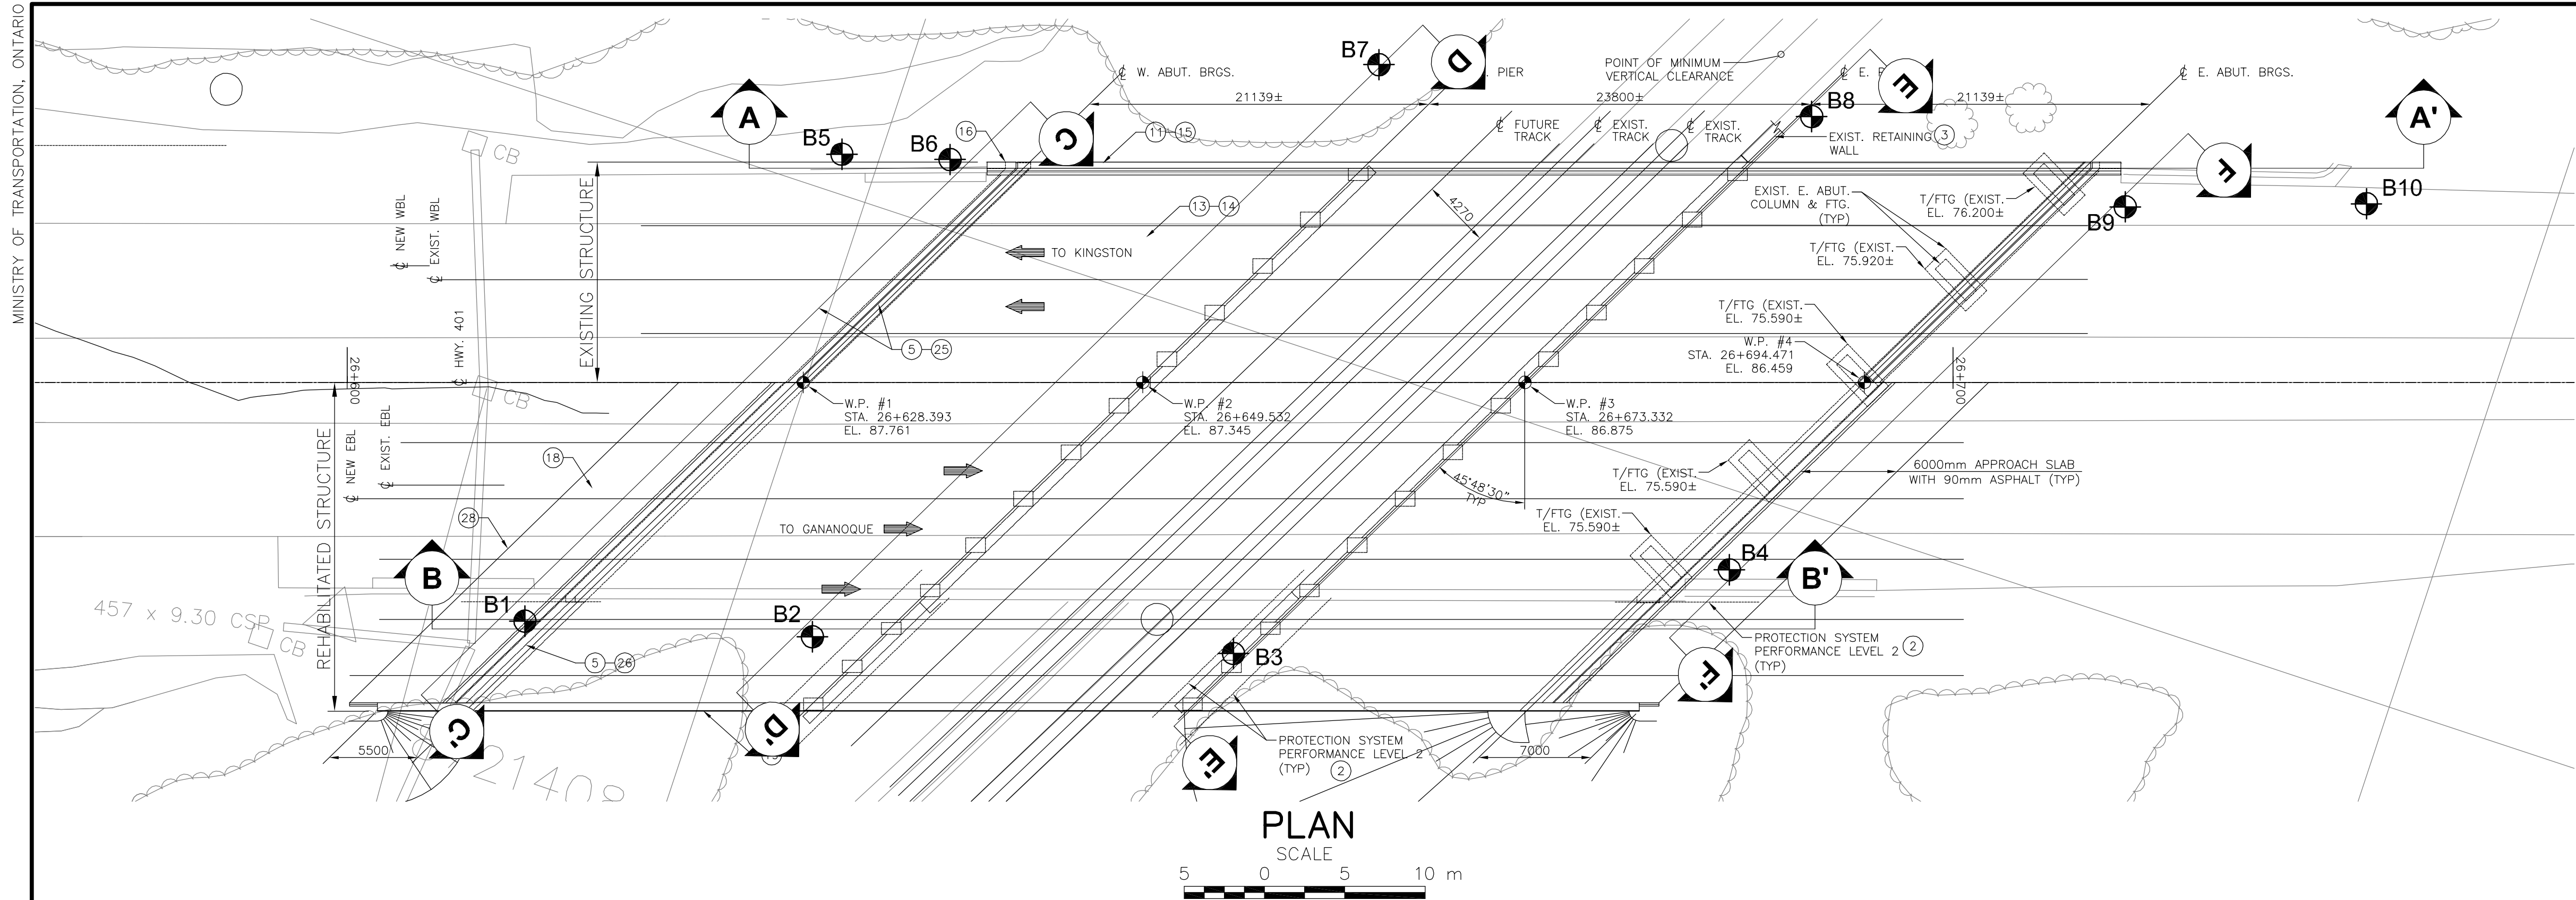 MINISTRY OF TRANSPORTATION, ONTARIO
B7
D
℄ W. ABUT. BRGS.
PIER
POINT OF MINIMUM
VERTICAL CLEARANCE
E
℄ E.
℄ E. ABUT. BRGS.
21139±
23800±
21139±
A
B5
B6
C
16
11
15
℄ FUTURE
TRACK
℄ EXIST.
TRACK
℄ EXIST.
TRACK
B8
EXIST. RETAINING
WALL
3
A'
F
CB
EXISTING STRUCTURE
℄ NEW WBL
℄ EXIST. WBL
13
14
4270
EXIST. E. ABUT.
COLUMN & FTG.
(TYP)
T/FTG (EXIST.
EL. 76.200±
B9
B10
TO KINGSTON
T/FTG (EXIST.
EL. 75.920±
℄ HWY. 401
5
25
T/FTG (EXIST.
EL. 75.590±
W.P. #4
STA. 26+694.471
EL. 86.459
26+600
26+700
CB
W.P. #1
STA. 26+628.393
EL. 87.761
W.P. #2
STA. 26+649.532
EL. 87.345
W.P. #3
STA. 26+673.332
EL. 86.875
REHABILITATED STRUCTURE
℄ NEW EBL
℄ EXIST. EBL
18
45°48'30"
TYP
T/FTG (EXIST.
EL. 75.590±
6000mm APPROACH SLAB
WITH 90mm ASPHALT (TYP)
28
TO GANANOQUE
T/FTG (EXIST.
EL. 75.590±
B
B4
B'
457 x 9.30 CSP
CB
B1
B2
B3
5
26
PROTECTION SYSTEM
PERFORMANCE LEVEL 2
(TYP)
2
F'
C'
D'
E'
5500
PROTECTION SYSTEM
PERFORMANCE LEVEL 2
(TYP)
2
7000
PLAN
SCALE
5 0 5 10 m